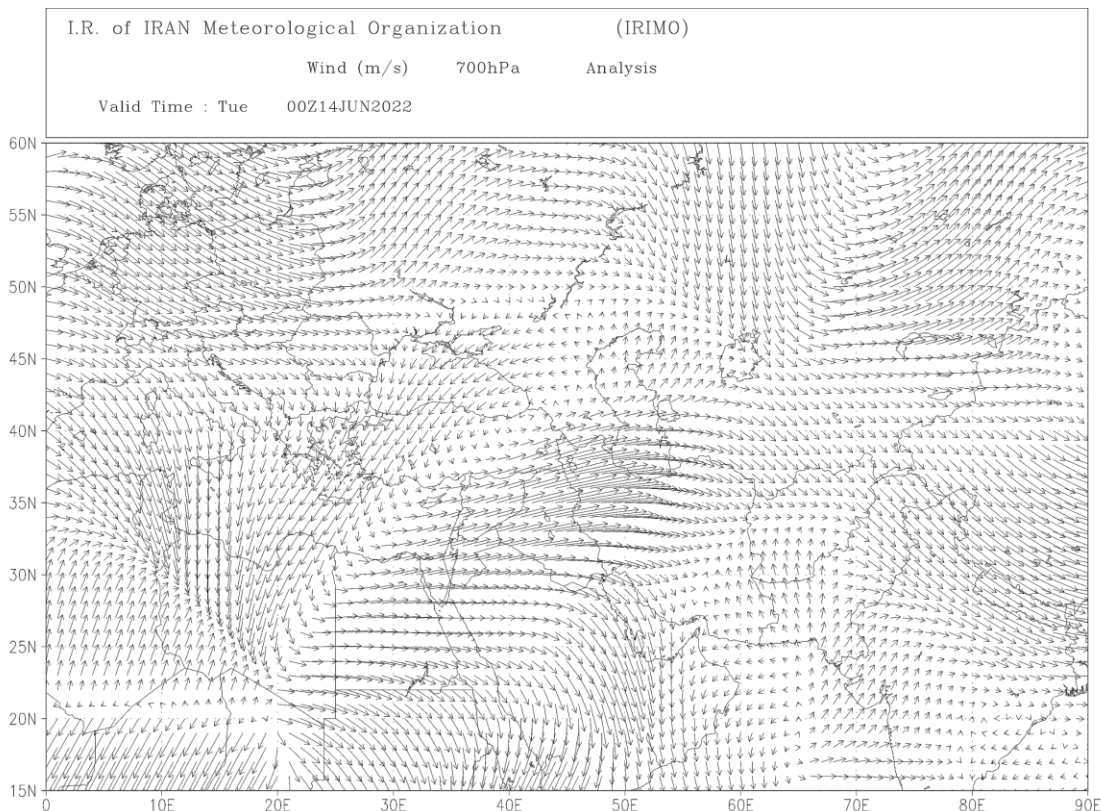 I.R. of IRAN Meteorological Organization (IRIMO)
Wind (m/s) 700hPa Analysis
Valid Time : Tue 00Z14JUN2022
60N
55N
50N
45N
40N
35N
30N
25N
20N
15N
0 10E 20E 30E 40E 50E 60E 70E 80E 90E